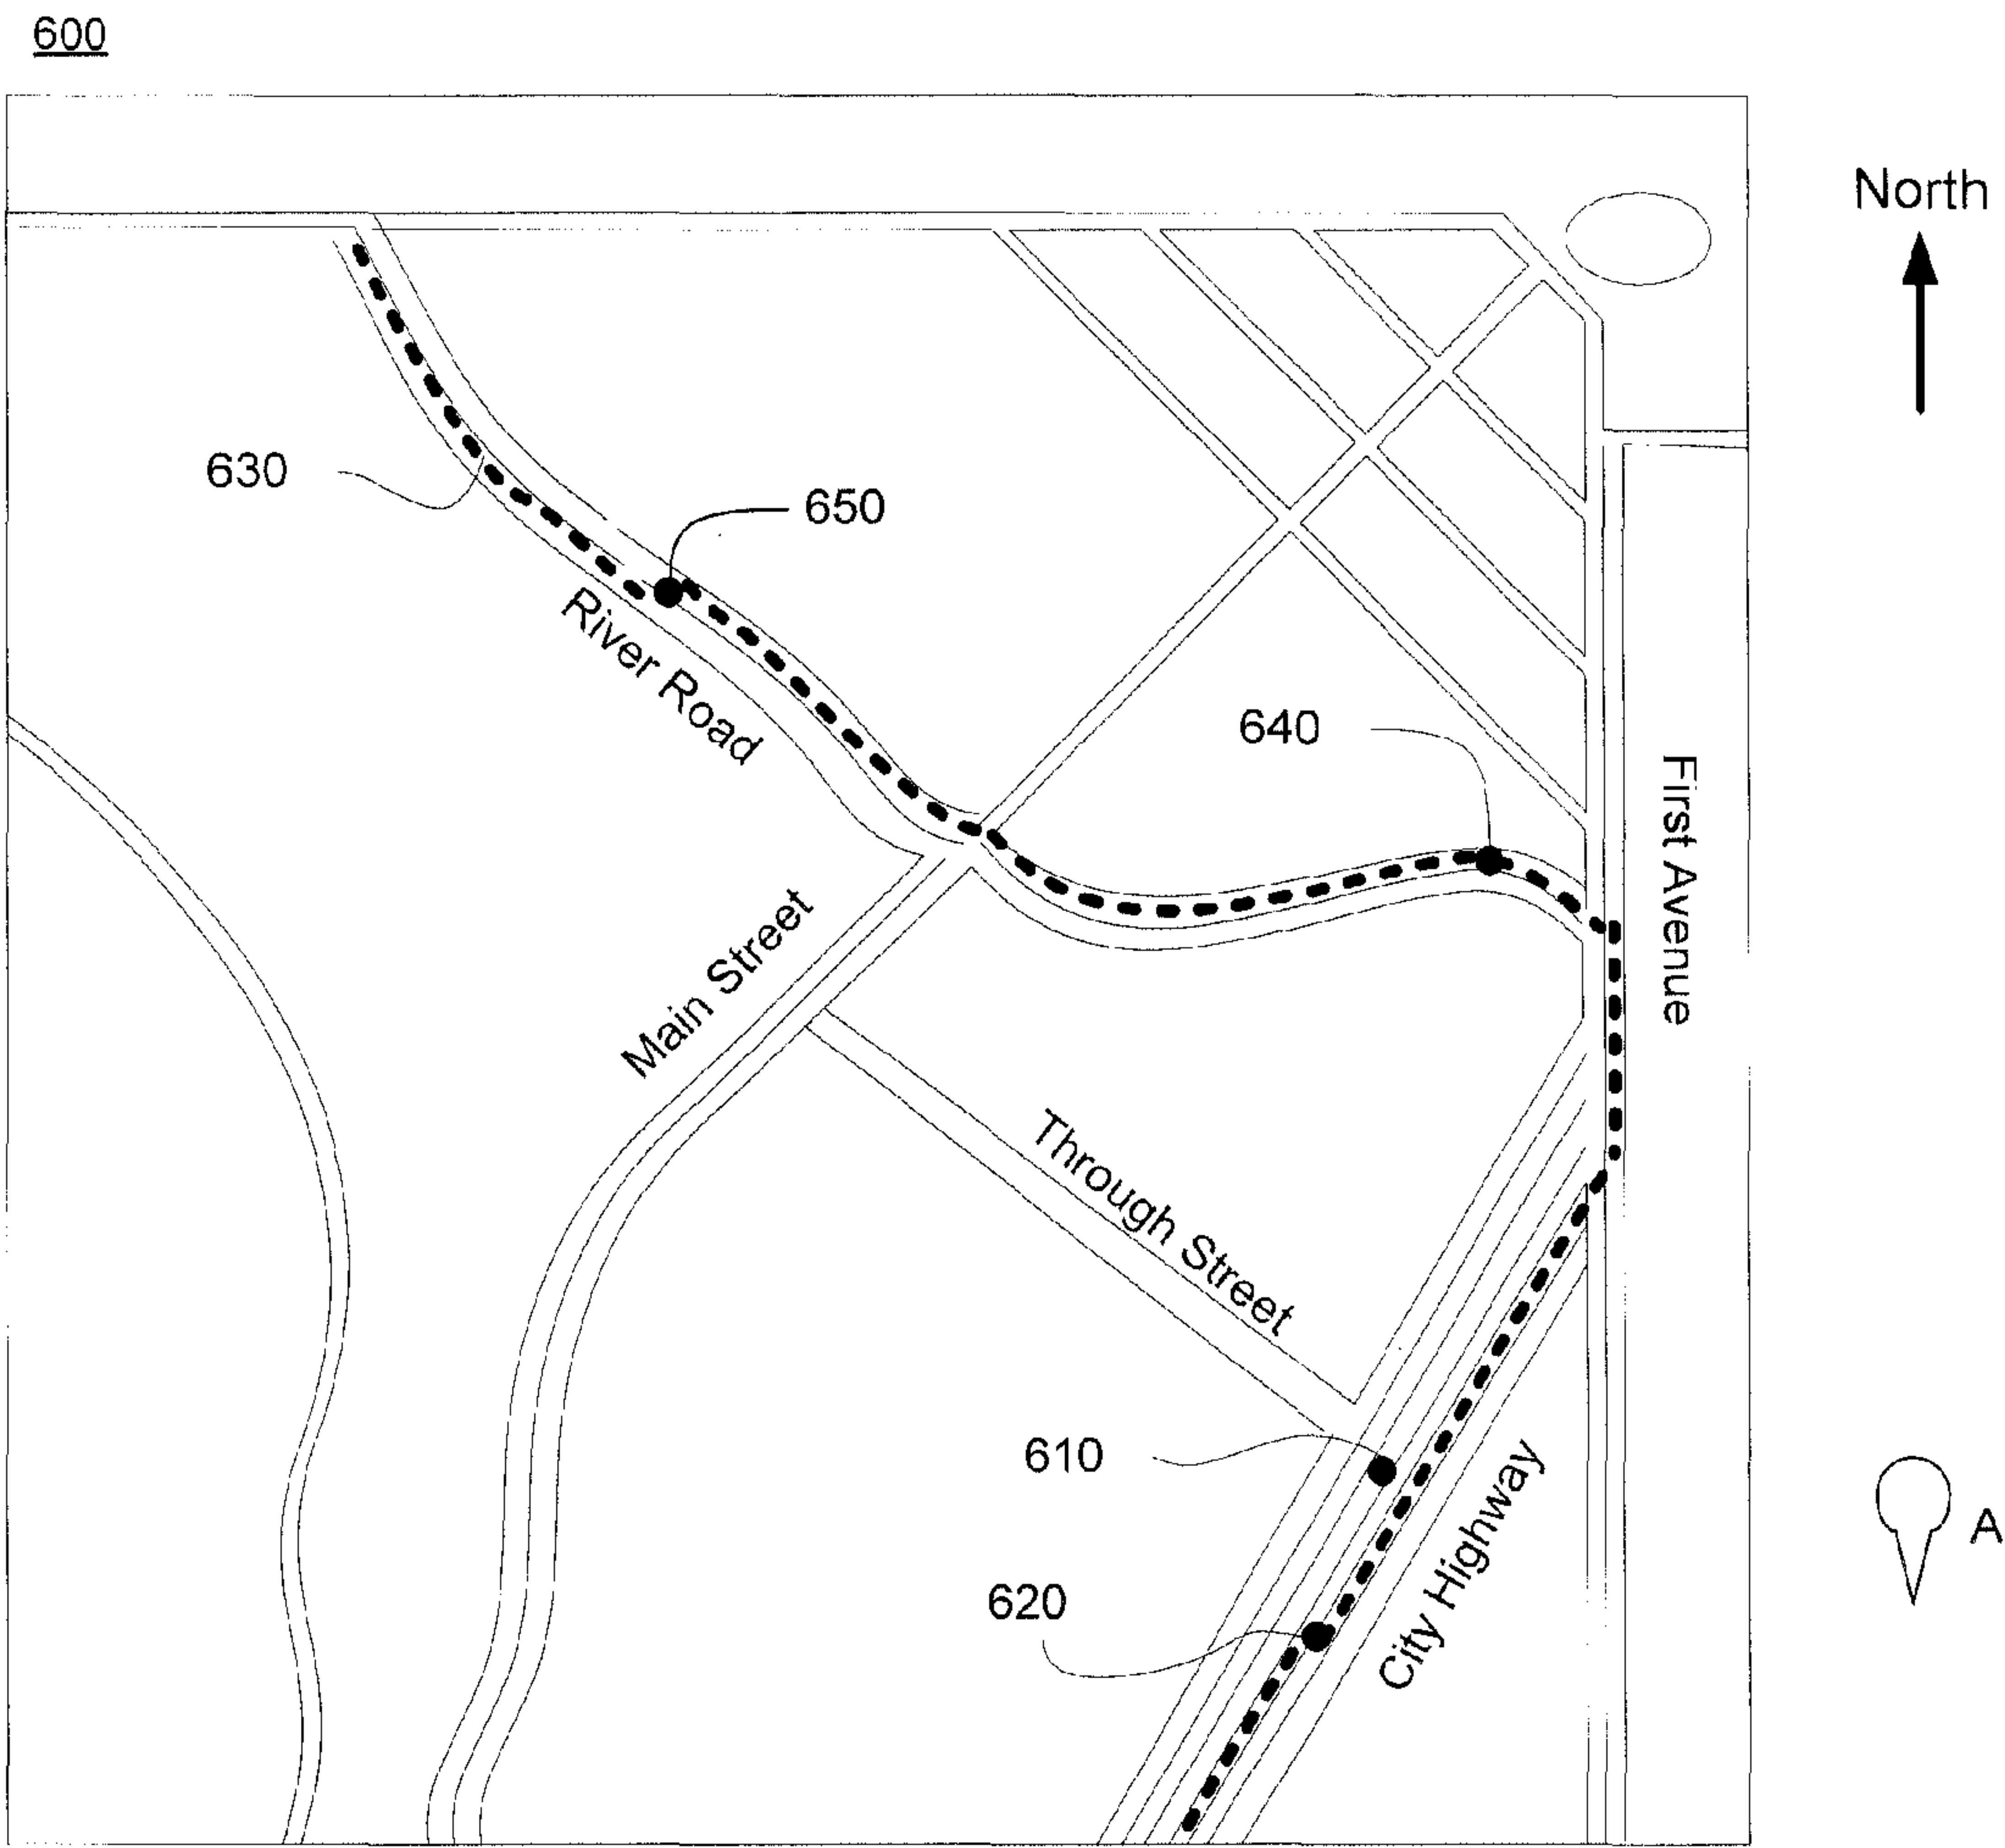 600
North
630
650
River Road
640
First Avenue
Main Street
Through Street
610
City Highway
620
A